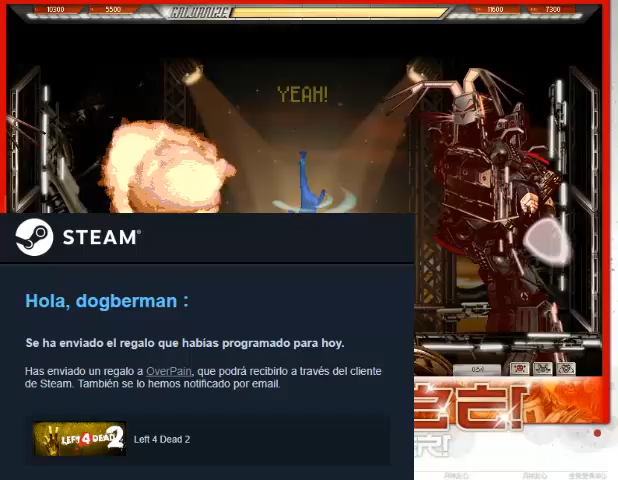 10300
5500
11600
7300
YEAH!
STEAM®
Hola, dogberman :
Se ha enviado el regalo que habías programado para hoy.
Has enviado un regalo a OverPain, que podrá recibirlo a través del cliente
de Steam. También se lo hemos notificado por email.
LEFT 4 DEAD 2
Left 4 Dead 2